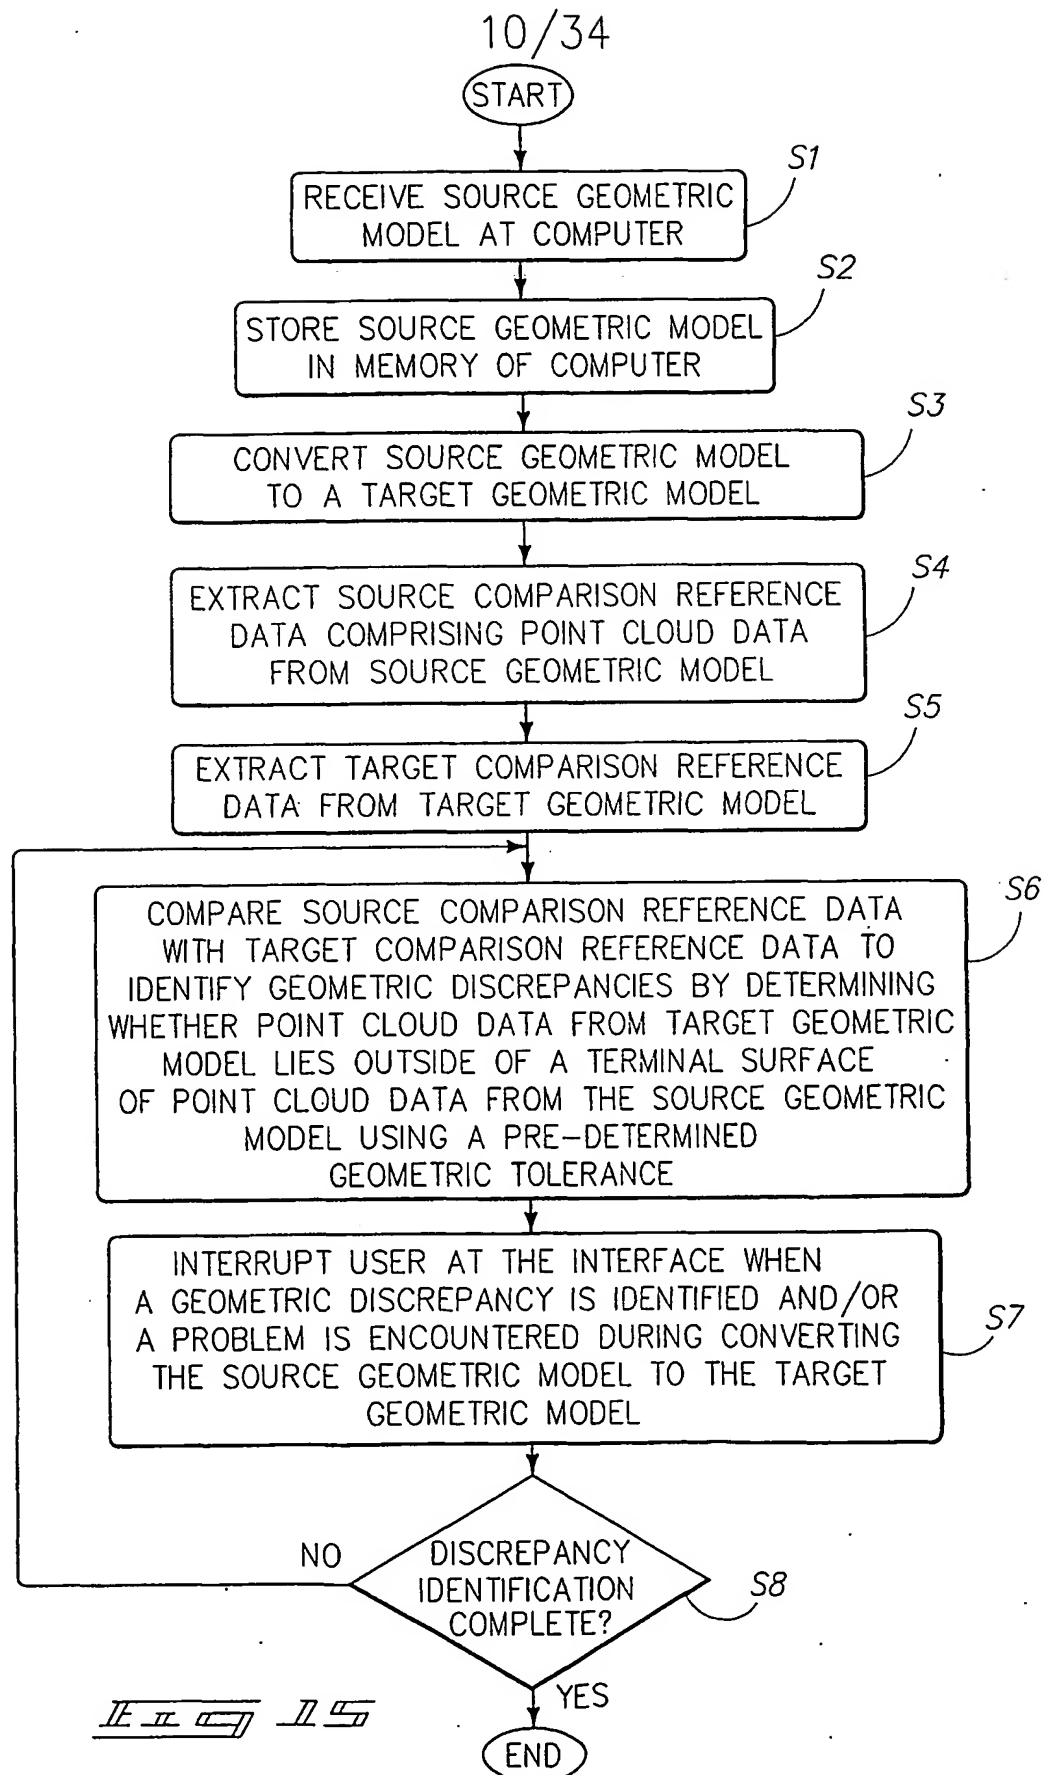 10/34
START
S1
RECEIVE SOURCE GEOMETRIC
MODEL AT COMPUTER
S2
STORE SOURCE GEOMETRIC MODEL
IN MEMORY OF COMPUTER
S3
CONVERT SOURCE GEOMETRIC MODEL
TO A TARGET GEOMETRIC MODEL
S4
EXTRACT SOURCE COMPARISON REFERENCE
DATA COMPRISING POINT CLOUD DATA
FROM SOURCE GEOMETRIC MODEL
S5
EXTRACT TARGET COMPARISON REFERENCE
DATA FROM TARGET GEOMETRIC MODEL
S6
COMPARE SOURCE COMPARISON REFERENCE DATA
WITH TARGET COMPARISON REFERENCE DATA TO
IDENTIFY GEOMETRIC DISCREPANCIES BY DETERMINING
WHETHER POINT CLOUD DATA FROM TARGET GEOMETRIC
MODEL LIES OUTSIDE OF A TERMINAL SURFACE
OF POINT CLOUD DATA FROM THE SOURCE GEOMETRIC
MODEL USING A PRE-DETERMINED
GEOMETRIC TOLERANCE
INTERRUPT USER AT THE INTERFACE WHEN
A GEOMETRIC DISCREPANCY IS IDENTIFIED AND/OR
A PROBLEM IS ENCOUNTERED DURING CONVERTING
THE SOURCE GEOMETRIC MODEL TO THE TARGET
GEOMETRIC MODEL
S7
NO
DISCREPANCY
IDENTIFICATION
COMPLETE?
S8
YES
END
FIG 15